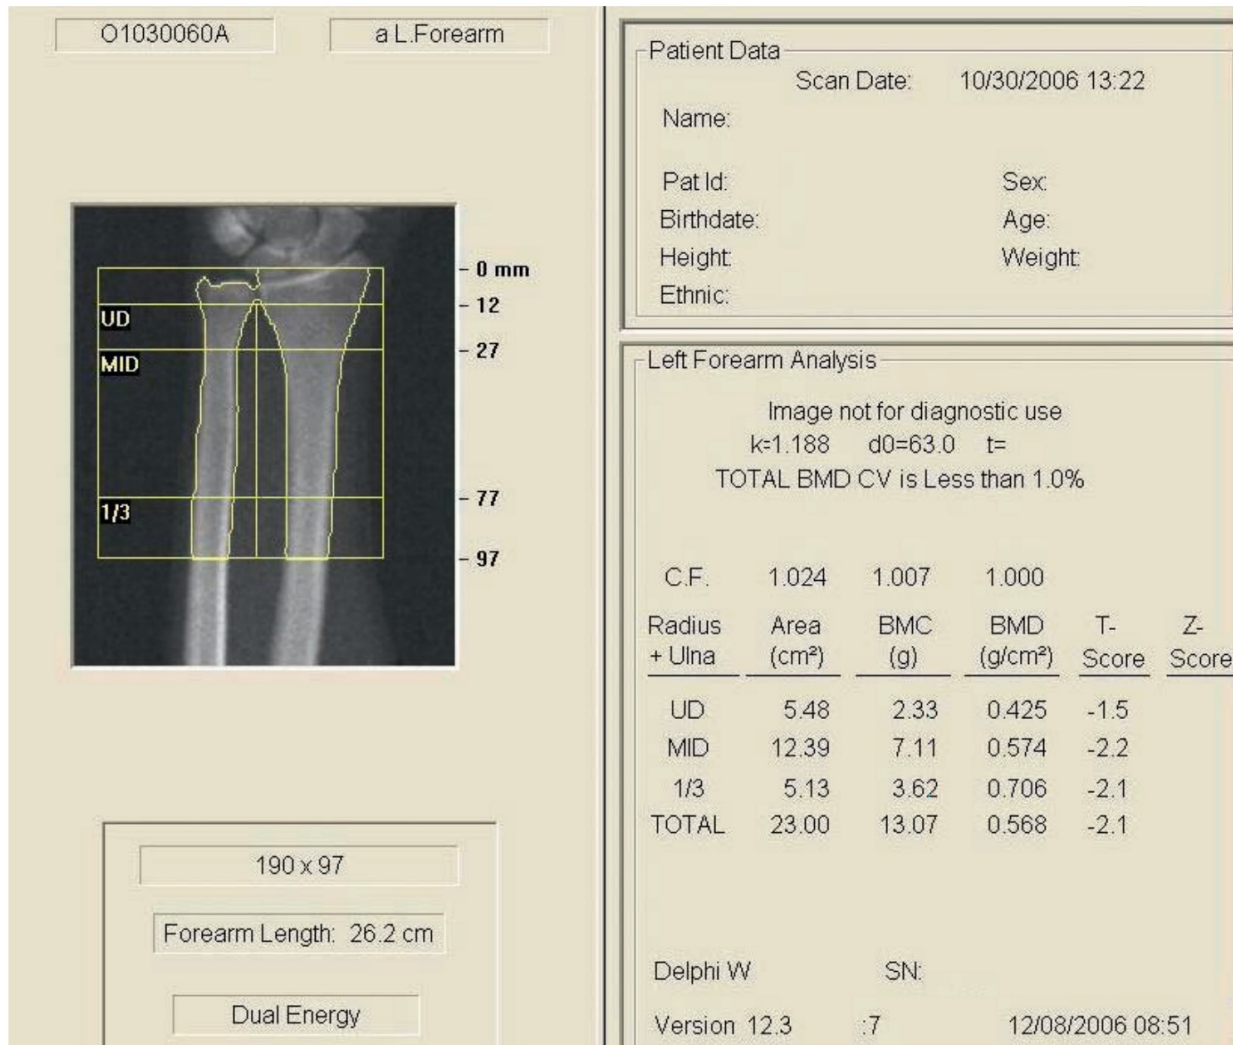 O1030060A
a L.Forearm
0 mm
12
UD
27
MID
77
1/3
97
190 x 97
Forearm Length: 26.2 cm
Dual Energy
Patient Data
Scan Date: 10/30/2006 13:22
Name:
Pat Id: Sex:
Birthdate: Age:
Height: Weight:
Ethnic:
Left Forearm Analysis
Image not for diagnostic use
k=1.188 d0=63.0 t=
TOTAL BMD CV is Less than 1.0%
C.F. 1.024 1.007 1.000
Radius Area BMC BMD T- Z-
+ Ulna (cm²) (g) (g/cm²) Score Score
UD 5.48 2.33 0.425 -1.5
MID 12.39 7.11 0.574 -2.2
1/3 5.13 3.62 0.706 -2.1
TOTAL 23.00 13.07 0.568 -2.1
Delphi W SN:
Version 12.3 :7 12/08/2006 08:51